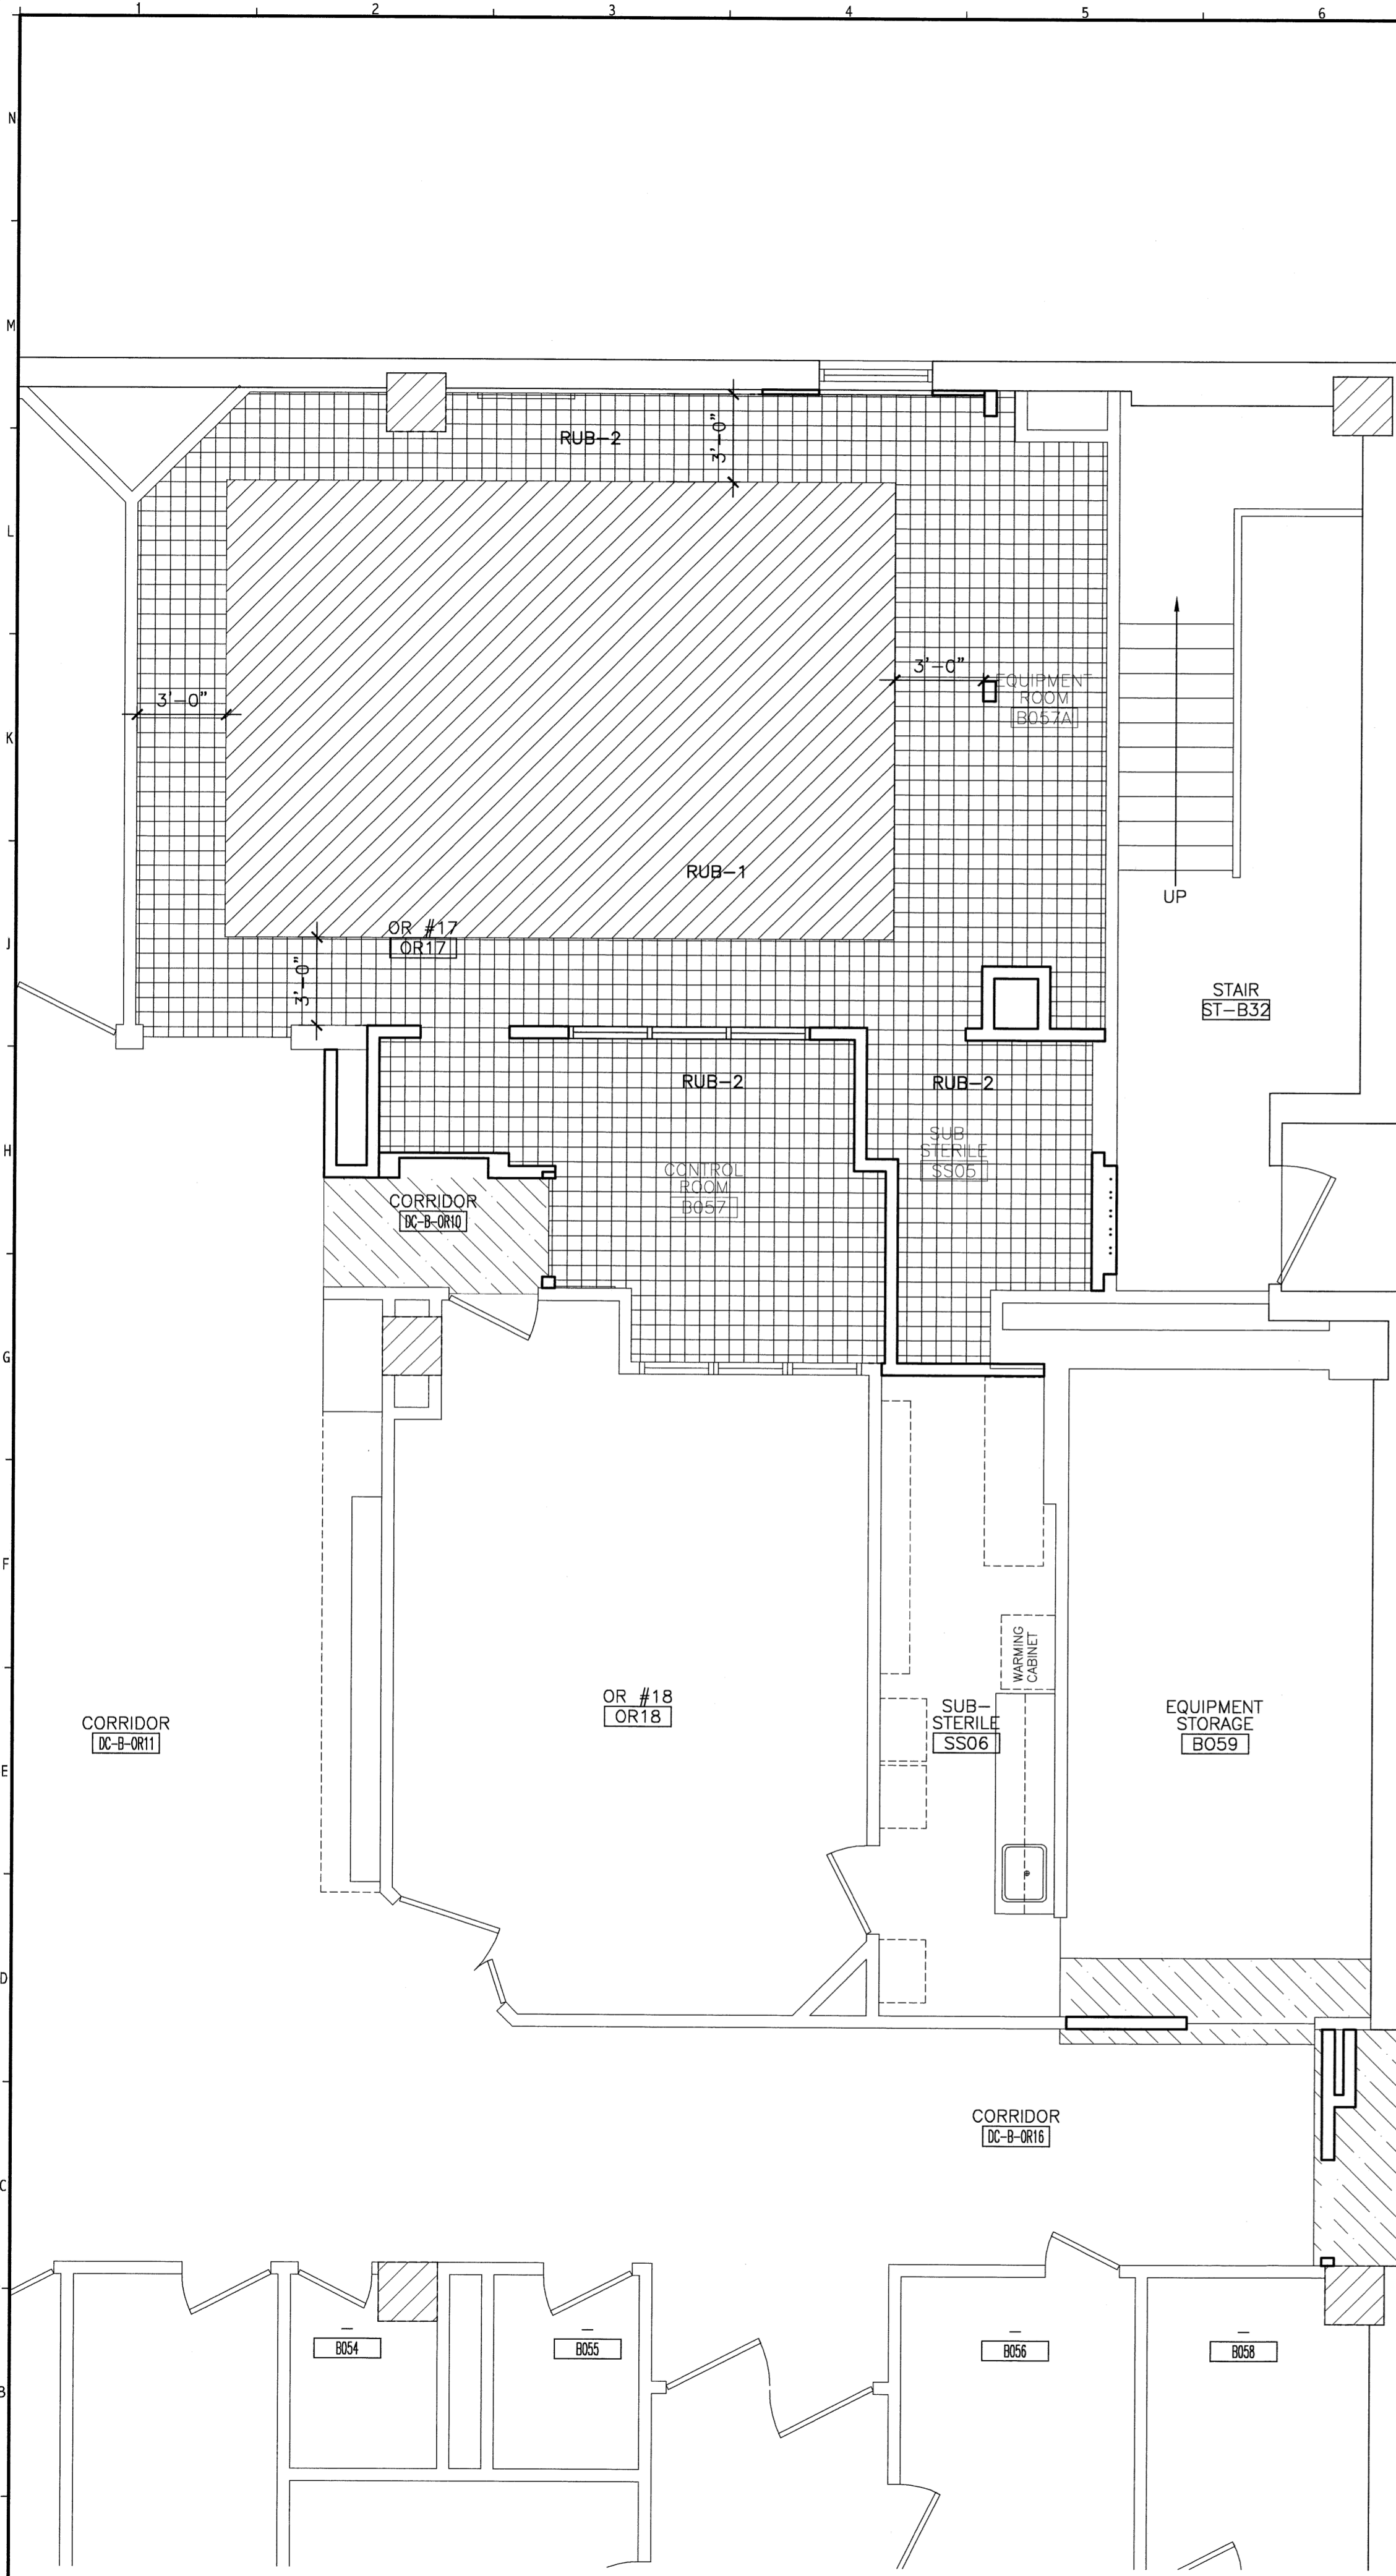 1 2 3 4 5 6
N
M
L
K
J
H
G
F
E
D
C
B
RUB-2
3'-0"
3'-0"
EQUIPMENT
ROOM
B057A
3'-0"
RUB-1
UP
OR #17
OR17
3'-0"
STAIR
ST-B32
RUB-2
RUB-2
SUB
STERILE
SS05
CONTROL
ROOM
B057
CORRIDOR
DC-B-OR10
WARMING
CABINET
OR #18
OR18
SUB-
STERILE
SS06
EQUIPMENT
STORAGE
B059
CORRIDOR
DC-B-OR11
CORRIDOR
DC-B-OR16
B054
B055
B056
B058